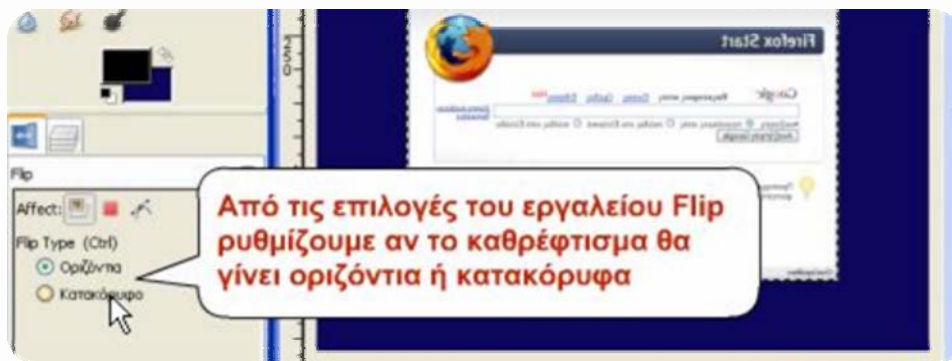 Firefox Start
Google
Flip
Affect:
Flip Type (Ctrl)
Οριζόντια
Κατακόρυφα
Από τις επιλογές του εργαλείου Flip
ρυθμίζουμε αν το καθρέφτισμα θα
γίνει οριζόντια ή κατακόρυφα